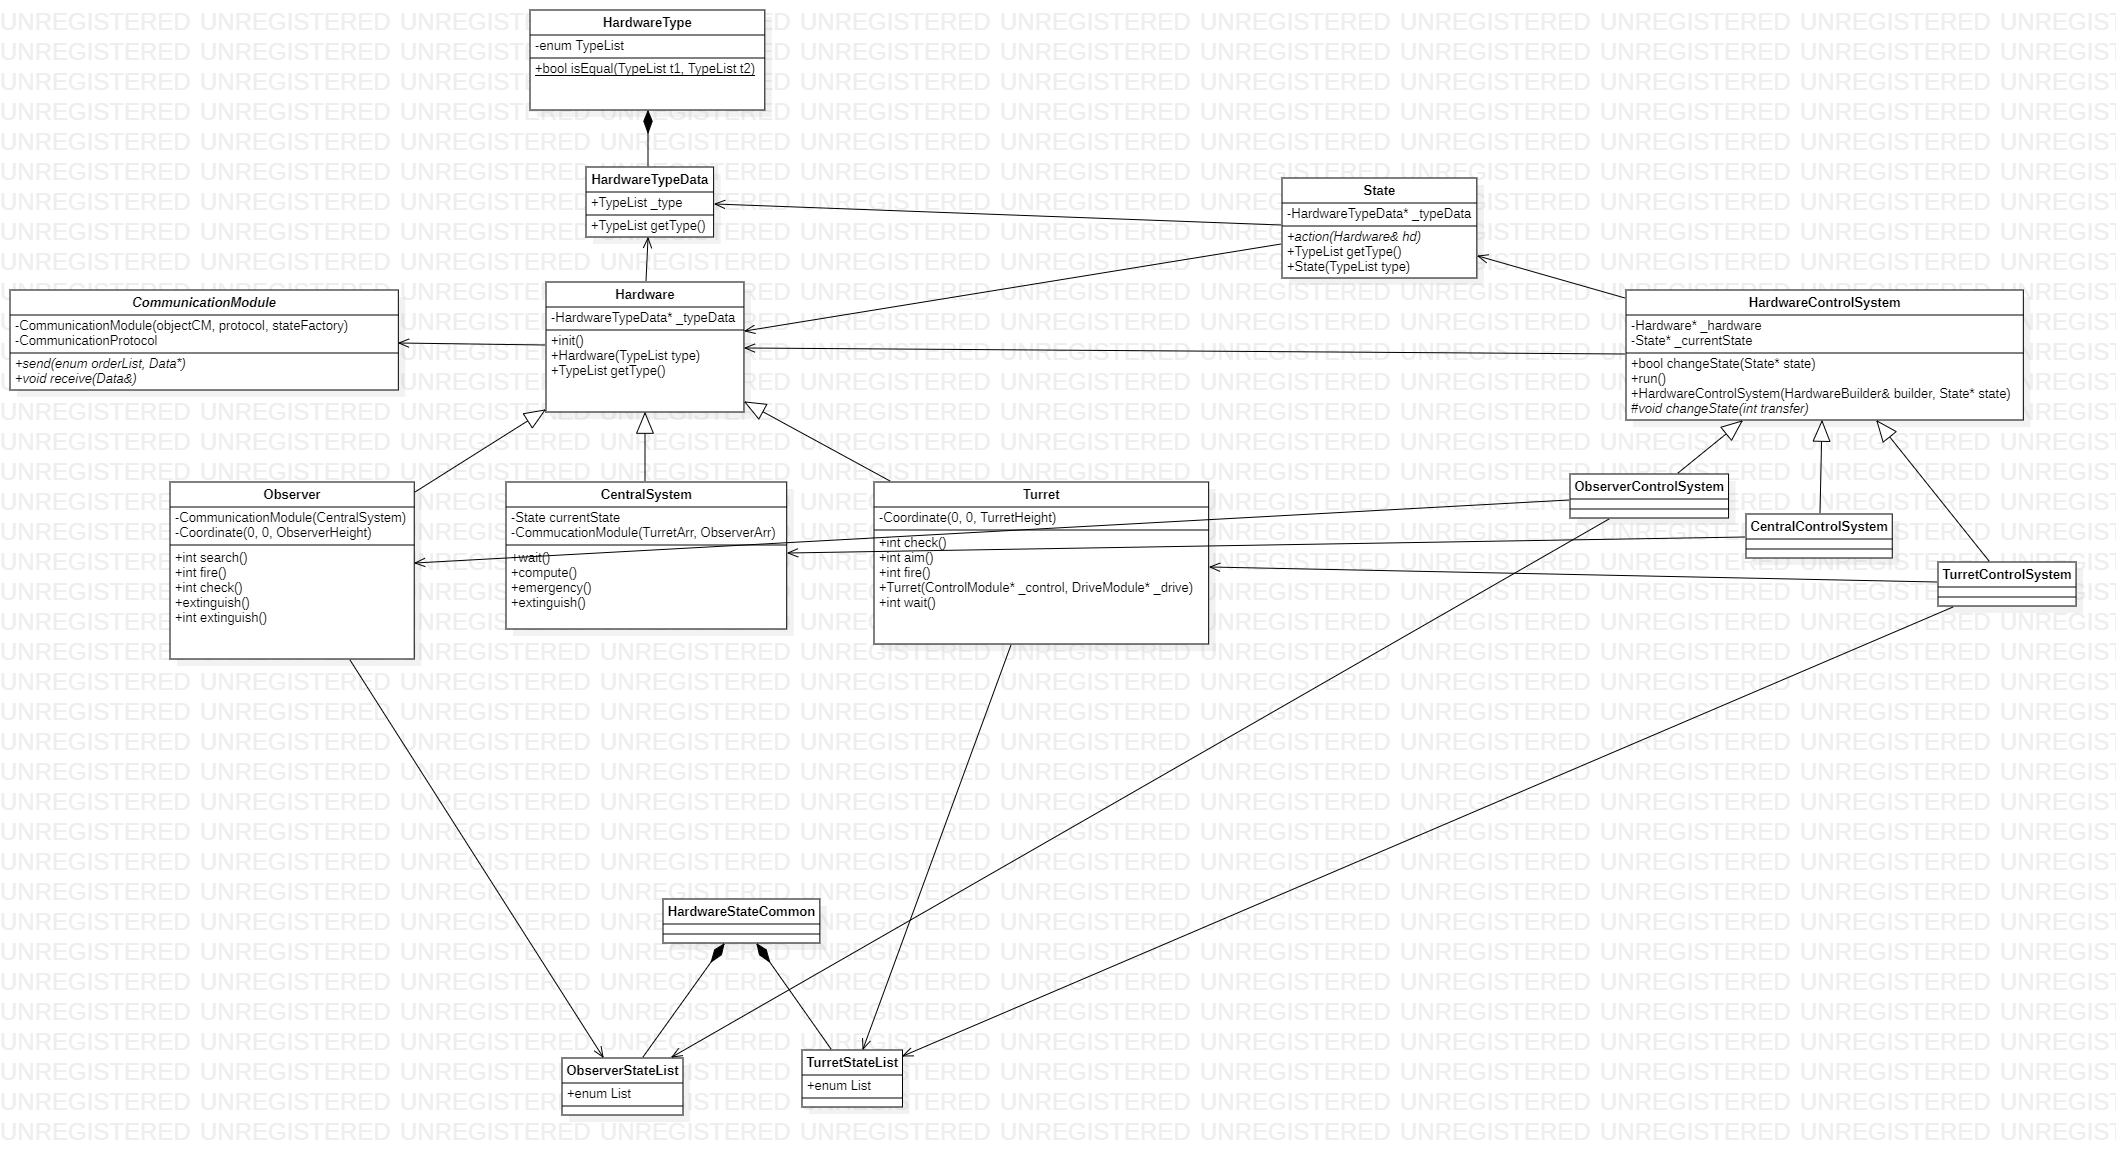 HardwareType
-enum TypeList
+bool isEqual(TypeList t1, TypeList t2)
HardwareTypeData
+TypeList _type
+TypeList getType()
State
-HardwareTypeData* _typeData
+action(Hardware& hd)
+TypeList getType()
+State(TypeList type)
CommunicationModule
-CommunicationModule(objectCM, protocol, stateFactory)
-CommunicationProtocol
+send(enum orderList, Data*)
+void receive(Data&)
Hardware
-HardwareTypeData* _typeData
+init()
+Hardware(TypeList type)
+TypeList getType()
HardwareControlSystem
-Hardware* _hardware
-State* _currentState
+bool changeState(State* state)
+run()
+HardwareControlSystem(HardwareBuilder& builder, State* state)
#void changeState(int transfer)
Observer
-CommunicationModule(CentralSystem)
-Coordinate(0, 0, ObserverHeight)
+int search()
+int fire()
+int check()
+extinguish()
+int extinguish()
CentralSystem
-State currentState
-CommucationModule(TurretArr, ObserverArr)
+wait()
+compute()
+emergency()
+extinguish()
Turret
-Coordinate(0, 0, TurretHeight)
+int check()
+int aim()
+int fire()
+Turret(ControlModule* _control, DriveModule* _drive)
+int wait()
ObserverControlSystem
CentralControlSystem
TurretControlSystem
HardwareStateCommon
ObserverStateList
+enum List
TurretStateList
+enum List
UNREGISTERED